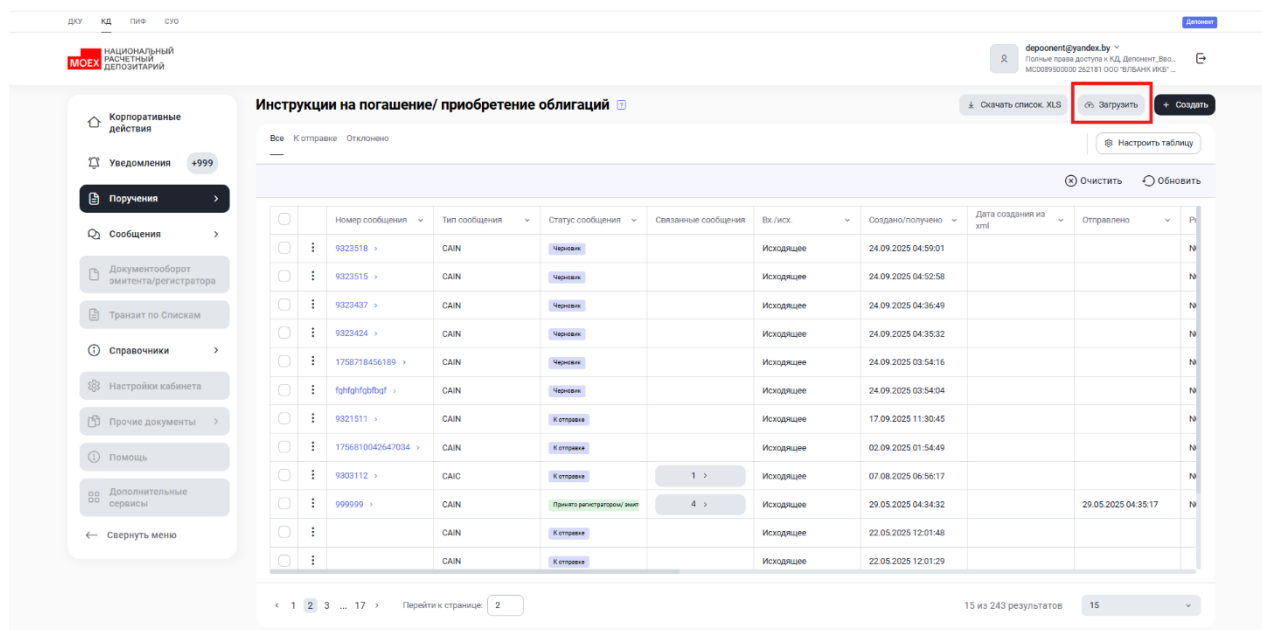 ДКУ КД ПИФ СУО Депонент
MOEX НАЦИОНАЛЬНЫЙ
РАСЧЕТНЫЙ
ДЕПОЗИТАРИЙ
depoonent@yandex.by
Полные права доступа к КД, Депонент_Вво...
MC0089500000 262181 ООО "ВЛБАНК ИКБ" ...
Корпоративные
действия
Уведомления +999
Поручения
Сообщения
Документооборот
эмитента/регистратора
Транзит по Спискам
Справочники
Настройки кабинета
Прочие документы
Помощь
Дополнительные
сервисы
Свернуть меню
Инструкции на погашение/ приобретение облигаций
Скачать список. XLS Загрузить + Создать
Все К отправке Отклонено Настроить таблицу
Очистить Обновить
Номер сообщения Тип сообщения Статус сообщения Связанные сообщения Вх./исх. Создано/получено Дата создания из xml Отправлено
9323518 CAIN Черновик Исходящее 24.09.2025 04:59:01
9323515 CAIN Черновик Исходящее 24.09.2025 04:52:58
9323437 CAIN Черновик Исходящее 24.09.2025 04:36:49
9323424 CAIN Черновик Исходящее 24.09.2025 04:35:32
1758718456189 CAIN Черновик Исходящее 24.09.2025 03:54:16
fghfghfgbfbgf CAIN Черновик Исходящее 24.09.2025 03:54:04
9321511 CAIN К отправке Исходящее 17.09.2025 11:30:45
1756810042647034 CAIN К отправке Исходящее 02.09.2025 01:54:49
9303112 CAIC К отправке 1 Исходящее 07.08.2025 06:56:17
999999 CAIN Принято регистратором/ эмит 4 Исходящее 29.05.2025 04:34:32 29.05.2025 04:35:17
CAIN К отправке Исходящее 22.05.2025 12:01:48
CAIN К отправке Исходящее 22.05.2025 12:01:29
1 2 3 ... 17 Перейти к странице: 2 15 из 243 результатов 15